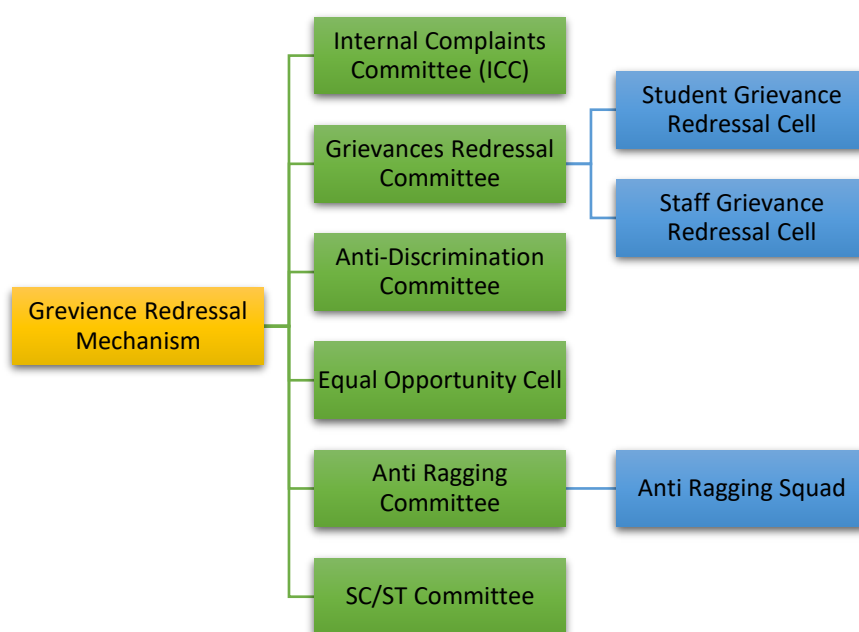 Internal Complaints
Committee (ICC)
Student Grievance
Redressal Cell
Grievances Redressal
Committee
Staff Grievance
Redressal Cell
Anti-Discrimination
Committee
Grevience Redressal
Mechanism
Equal Opportunity Cell
Anti Ragging
Committee
Anti Ragging Squad
SC/ST Committee